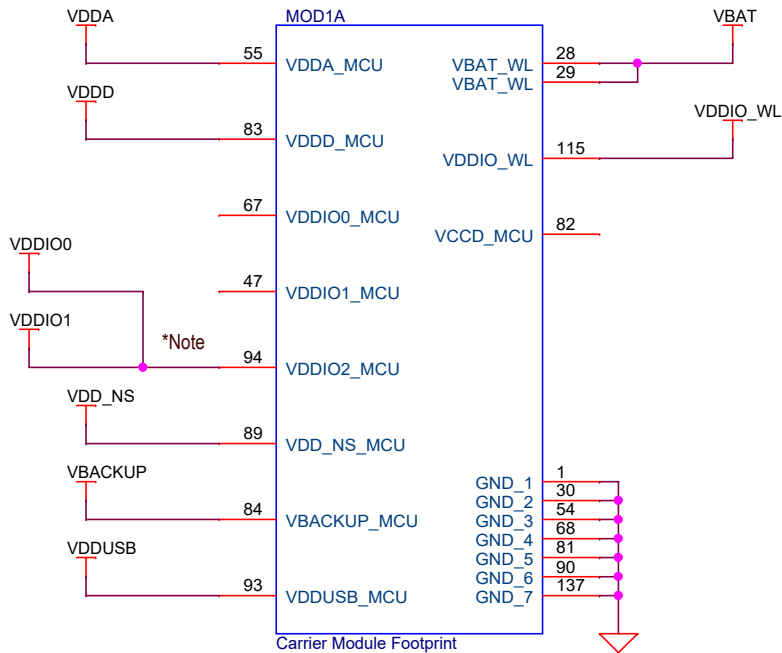 VDDA
MOD1A
VBAT
55
VDDA_MCU
VBAT_WL
28
VBAT_WL
29
VDDD
VDDIO_WL
83
VDDD_MCU
VDDIO_WL
115
67
VDDIO0_MCU
VCCD_MCU
82
VDDIO0
47
VDDIO1_MCU
VDDIO1
*Note
94
VDDIO2_MCU
VDD_NS
89
VDD_NS_MCU
VBACKUP
GND_1
1
GND_2
30
84
VBACKUP_MCU
GND_3
54
GND_4
68
VDDUSB
GND_5
81
GND_6
90
93
VDDUSB_MCU
GND_7
137
Carrier Module Footprint